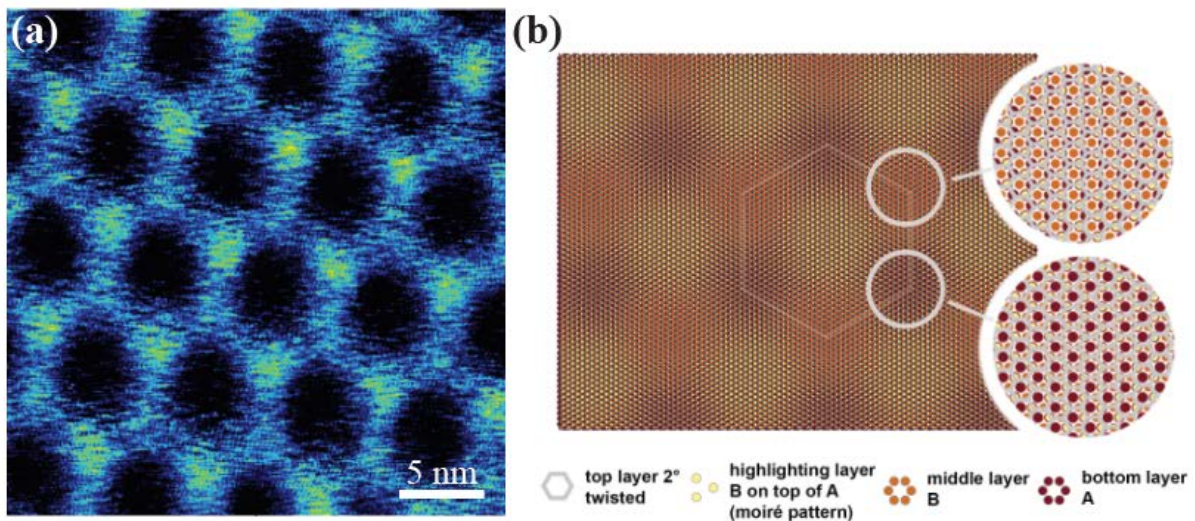 (a)
(b)
5 nm
top layer 2°
twisted
highlighting layer
B on top of A
(moiré pattern)
middle layer
B
bottom layer
A